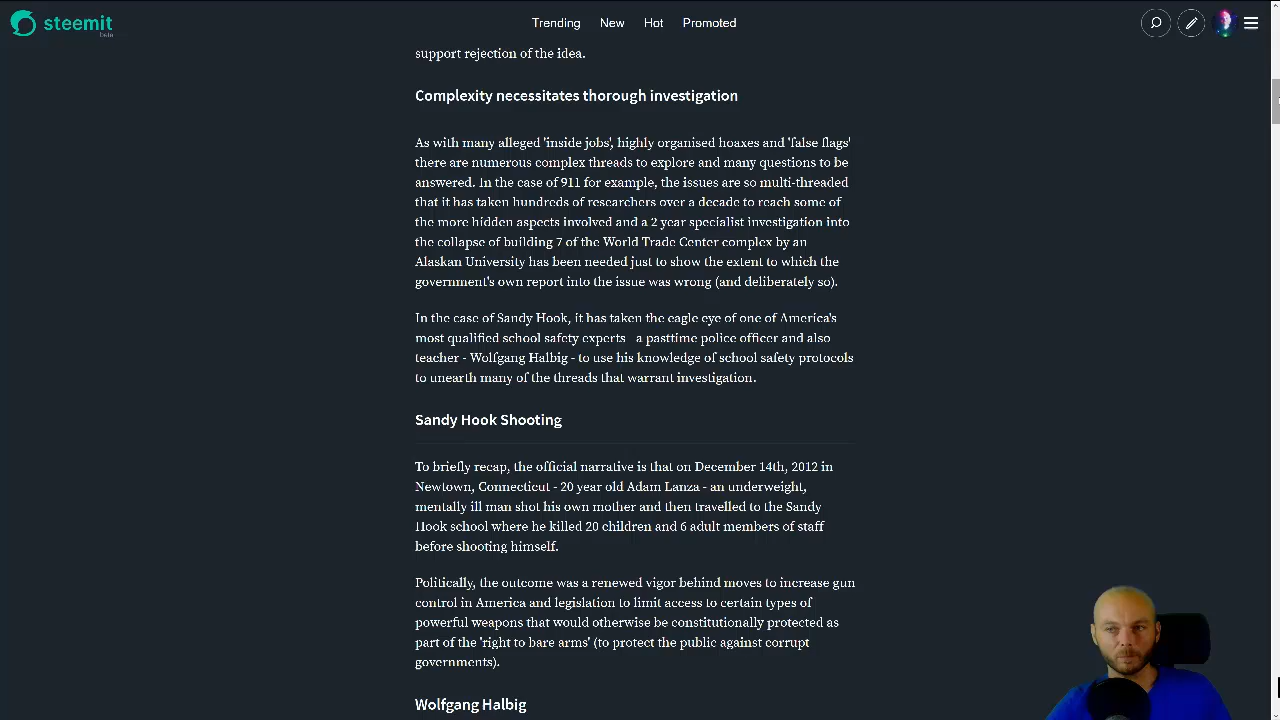 steemit
Beta
Trending
New
Hot
Promoted
support rejection of the idea.
Complexity necessitates thorough investigation
As with many alleged 'inside jobs', highly organised hoaxes and 'false flags'
there are numerous complex threads to explore and many questions to be
answered. In the case of 911 for example, the issues are so multi-threaded
that it has taken hundreds of researchers over a decade to reach some of
the more hidden aspects involved and a 2 year specialist investigation into
the collapse of building 7 of the World Trade Center complex by an
Alaskan University has been needed just to show the extent to which the
government's own report into the issue was wrong (and deliberately so).
In the case of Sandy Hook, it has taken the eagle eye of one of America's
most qualified school safety experts - a pasttime police officer and also
teacher - Wolfgang Halbig - to use his knowledge of school safety protocols
to unearth many of the threads that warrant investigation.
Sandy Hook Shooting
To briefly recap, the official narrative is that on December 14th, 2012 in
Newtown, Connecticut - 20 year old Adam Lanza - an underweight,
mentally ill man shot his own mother and then travelled to the Sandy
Hook school where he killed 20 children and 6 adult members of staff
before shooting himself.
Politically, the outcome was a renewed vigor behind moves to increase gun
control in America and legislation to limit access to certain types of
powerful weapons that would otherwise be constitutionally protected as
part of the 'right to bare arms' (to protect the public against corrupt
governments).
Wolfgang Halbig